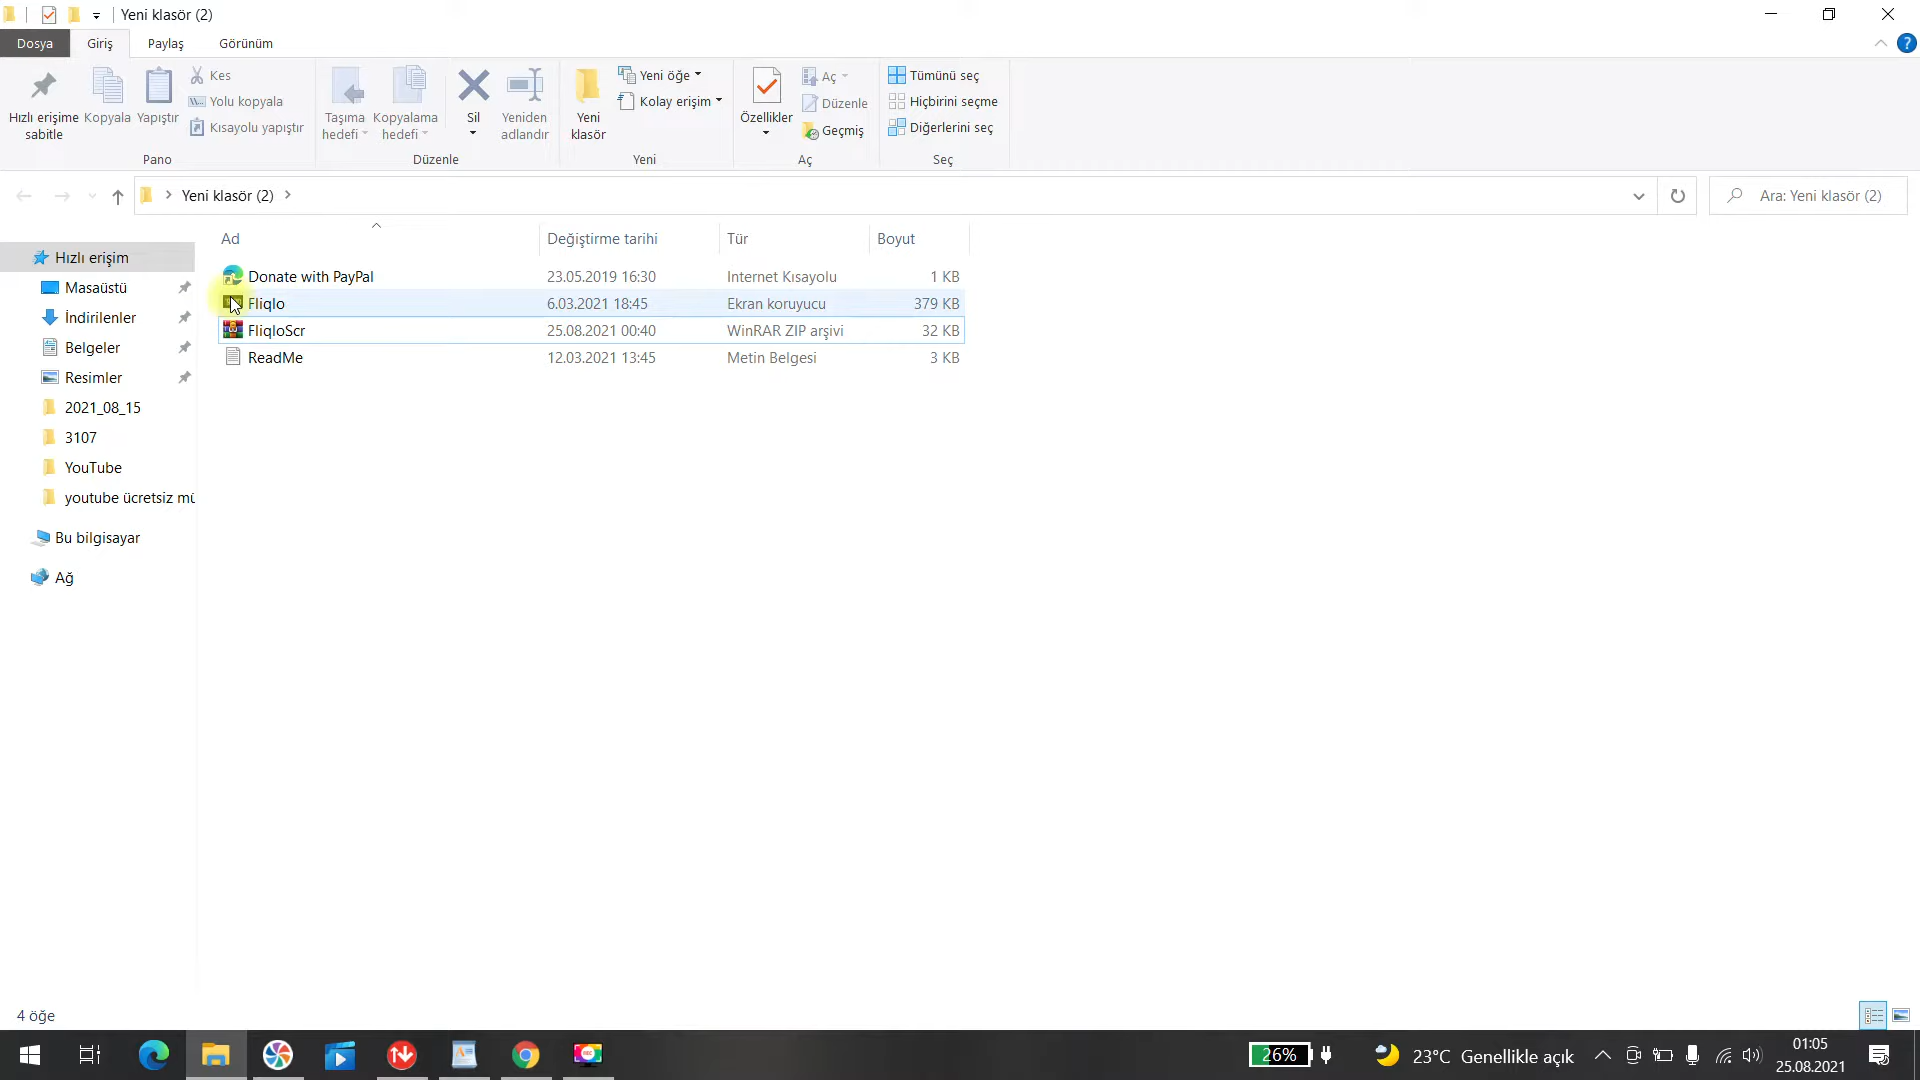 Yeni klasör (2)
Dosya Giriş Paylaş Görünüm
Hızlı erişime sabitle
Kopyala
Yapıştır
Kes
Yolu kopyala
Kısayolu yapıştır
Pano
Taşıma hedefi
Kopyalama hedefi
Sil
Yeniden adlandır
Düzenle
Yeni klasör
Yeni öğe
Kolay erişim
Yeni
Özellikler
Aç
Düzenle
Geçmiş
Aç
Tümünü seç
Hiçbirini seçme
Diğerlerini seç
Seç
Yeni klasör (2)
Ara: Yeni klasör (2)
Hızlı erişim
Masaüstü
İndirilenler
Belgeler
Resimler
2021_08_15
3107
YouTube
youtube ücretsiz mü
Bu bilgisayar
Ağ
Ad Değiştirme tarihi Tür Boyut
Donate with PayPal 23.05.2019 16:30 Internet Kısayolu 1 KB
Fliqlo 6.03.2021 18:45 Ekran koruyucu 379 KB
FliqloScr 25.08.2021 00:40 WinRAR ZIP arşivi 32 KB
ReadMe 12.03.2021 13:45 Metin Belgesi 3 KB
4 öğe
26%
23°C Genellikle açık
01:05
25.08.2021